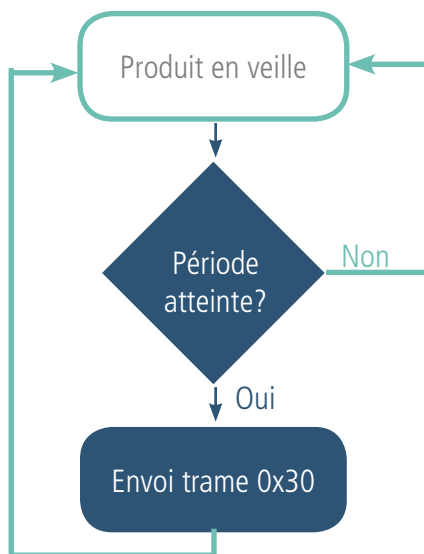 Produit en veille
Période
atteinte?
Non
Oui
Envoi trame 0x30